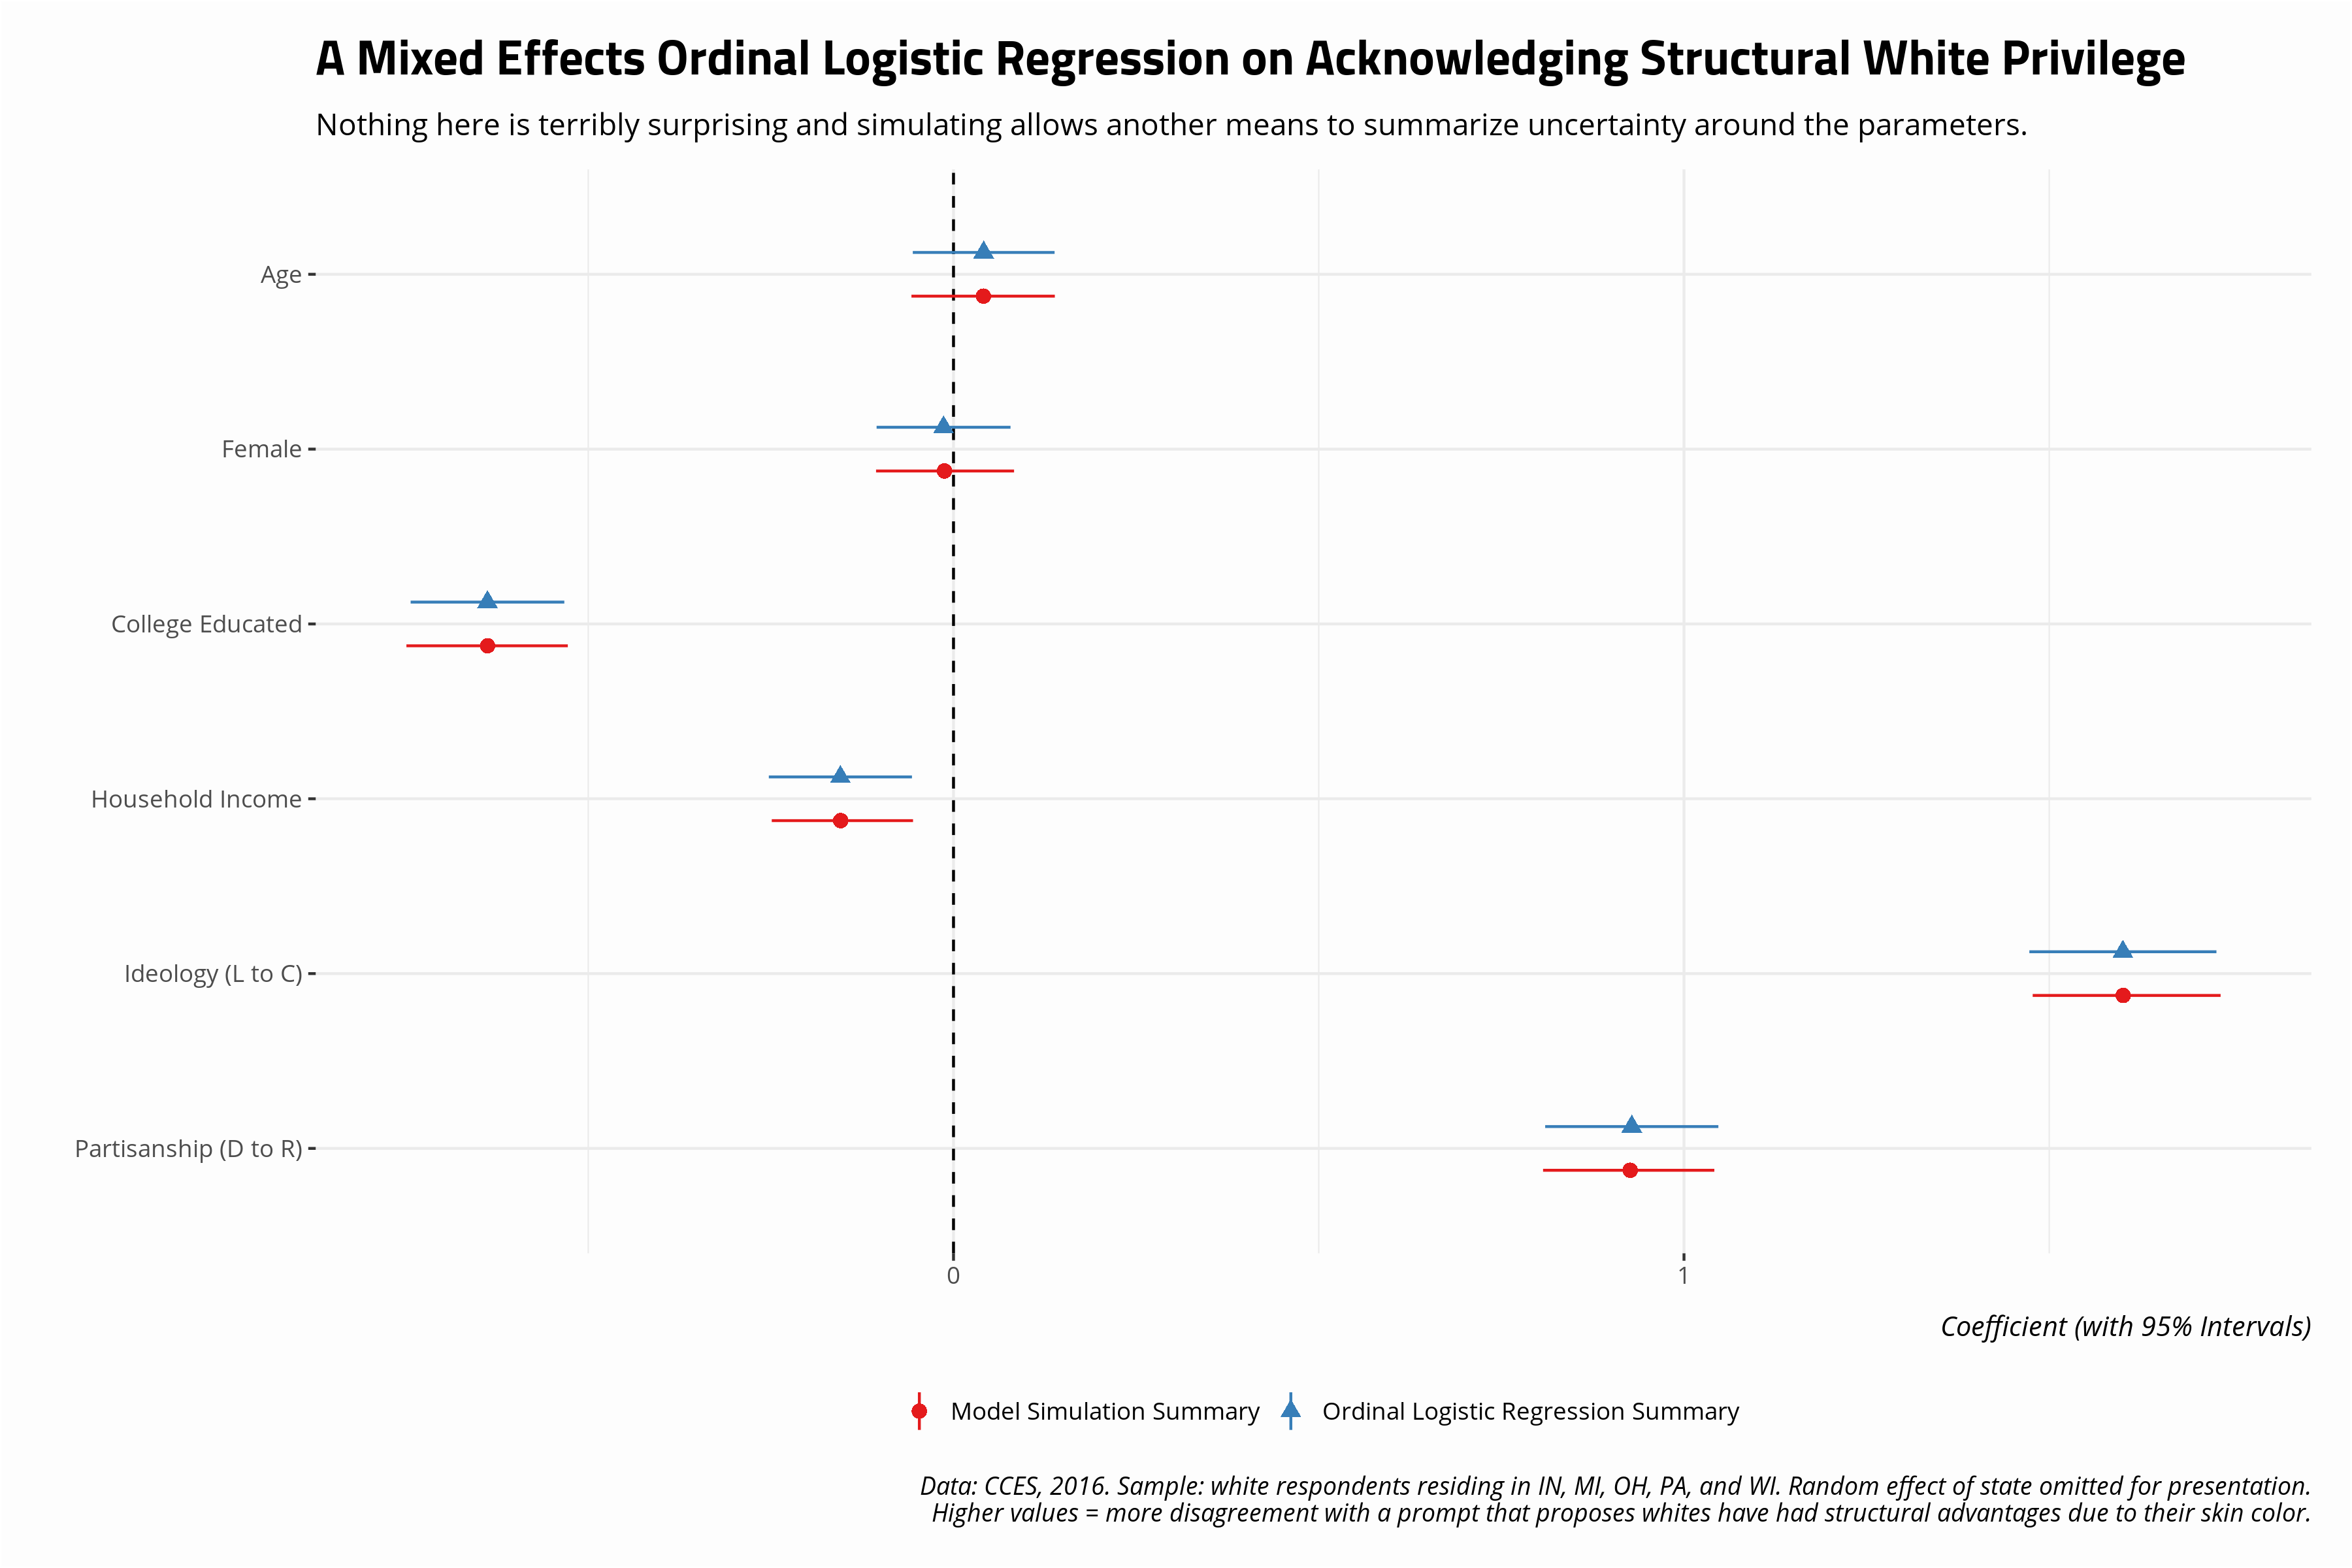 A Mixed Effects Ordinal Logistic Regression on Acknowledging Structural White Privilege
Nothing here is terribly surprising and simulating allows another means to summarize uncertainty around the parameters.
Age
Female
College Educated
Household Income
Ideology (L to C)
Partisanship (D to R)
0
1
Coefficient (with 95% Intervals)
Model Simulation Summary
Ordinal Logistic Regression Summary
Data: CCES, 2016. Sample: white respondents residing in IN, MI, OH, PA, and WI. Random effect of state omitted for presentation.
Higher values = more disagreement with a prompt that proposes whites have had structural advantages due to their skin color.